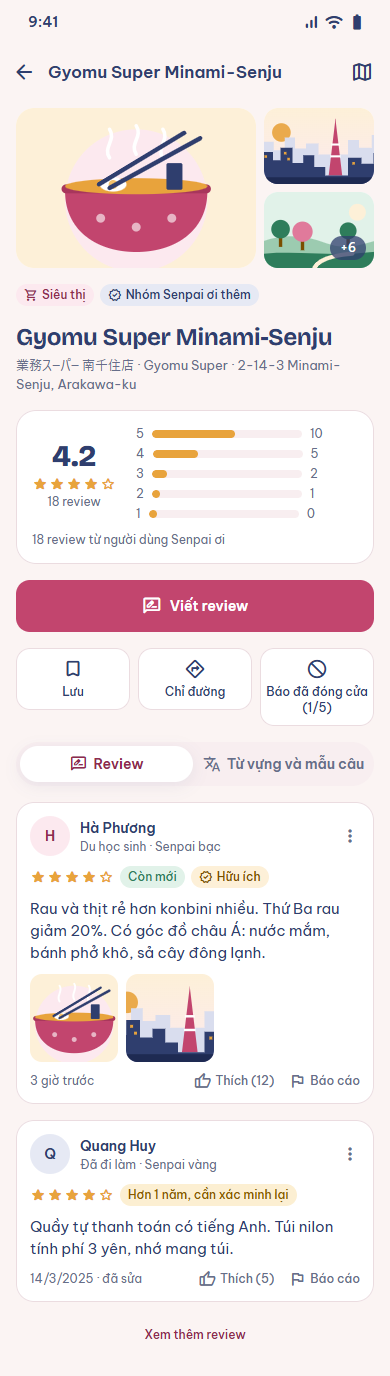 9:41
Gyomu Super Minami-Senju
+6
Siêu thị
Nhóm Senpai ơi thêm
Gyomu Super Minami-Senju
業務スーパー 南千住店 · Gyomu Super · 2-14-3 Minami-
Senju, Arakawa-ku
4.2
18 review
5 10
4 5
3 2
2 1
1 0
18 review từ người dùng Senpai ơi
Viết review
Lưu
Chỉ đường
Báo đã đóng cửa
(1/5)
Review
Từ vựng và mẫu câu
H
Hà Phương
Du học sinh · Senpai bạc
Còn mới
Hữu ích
Rau và thịt rẻ hơn konbini nhiều. Thứ Ba rau
giảm 20%. Có góc đồ châu Á: nước mắm,
bánh phở khô, sả cây đông lạnh.
3 giờ trước
Thích (12)
Báo cáo
Q
Quang Huy
Đã đi làm · Senpai vàng
Hơn 1 năm, cần xác minh lại
Quầy tự thanh toán có tiếng Anh. Túi nilon
tính phí 3 yên, nhớ mang túi.
14/3/2025 · đã sửa
Thích (5)
Báo cáo
Xem thêm review